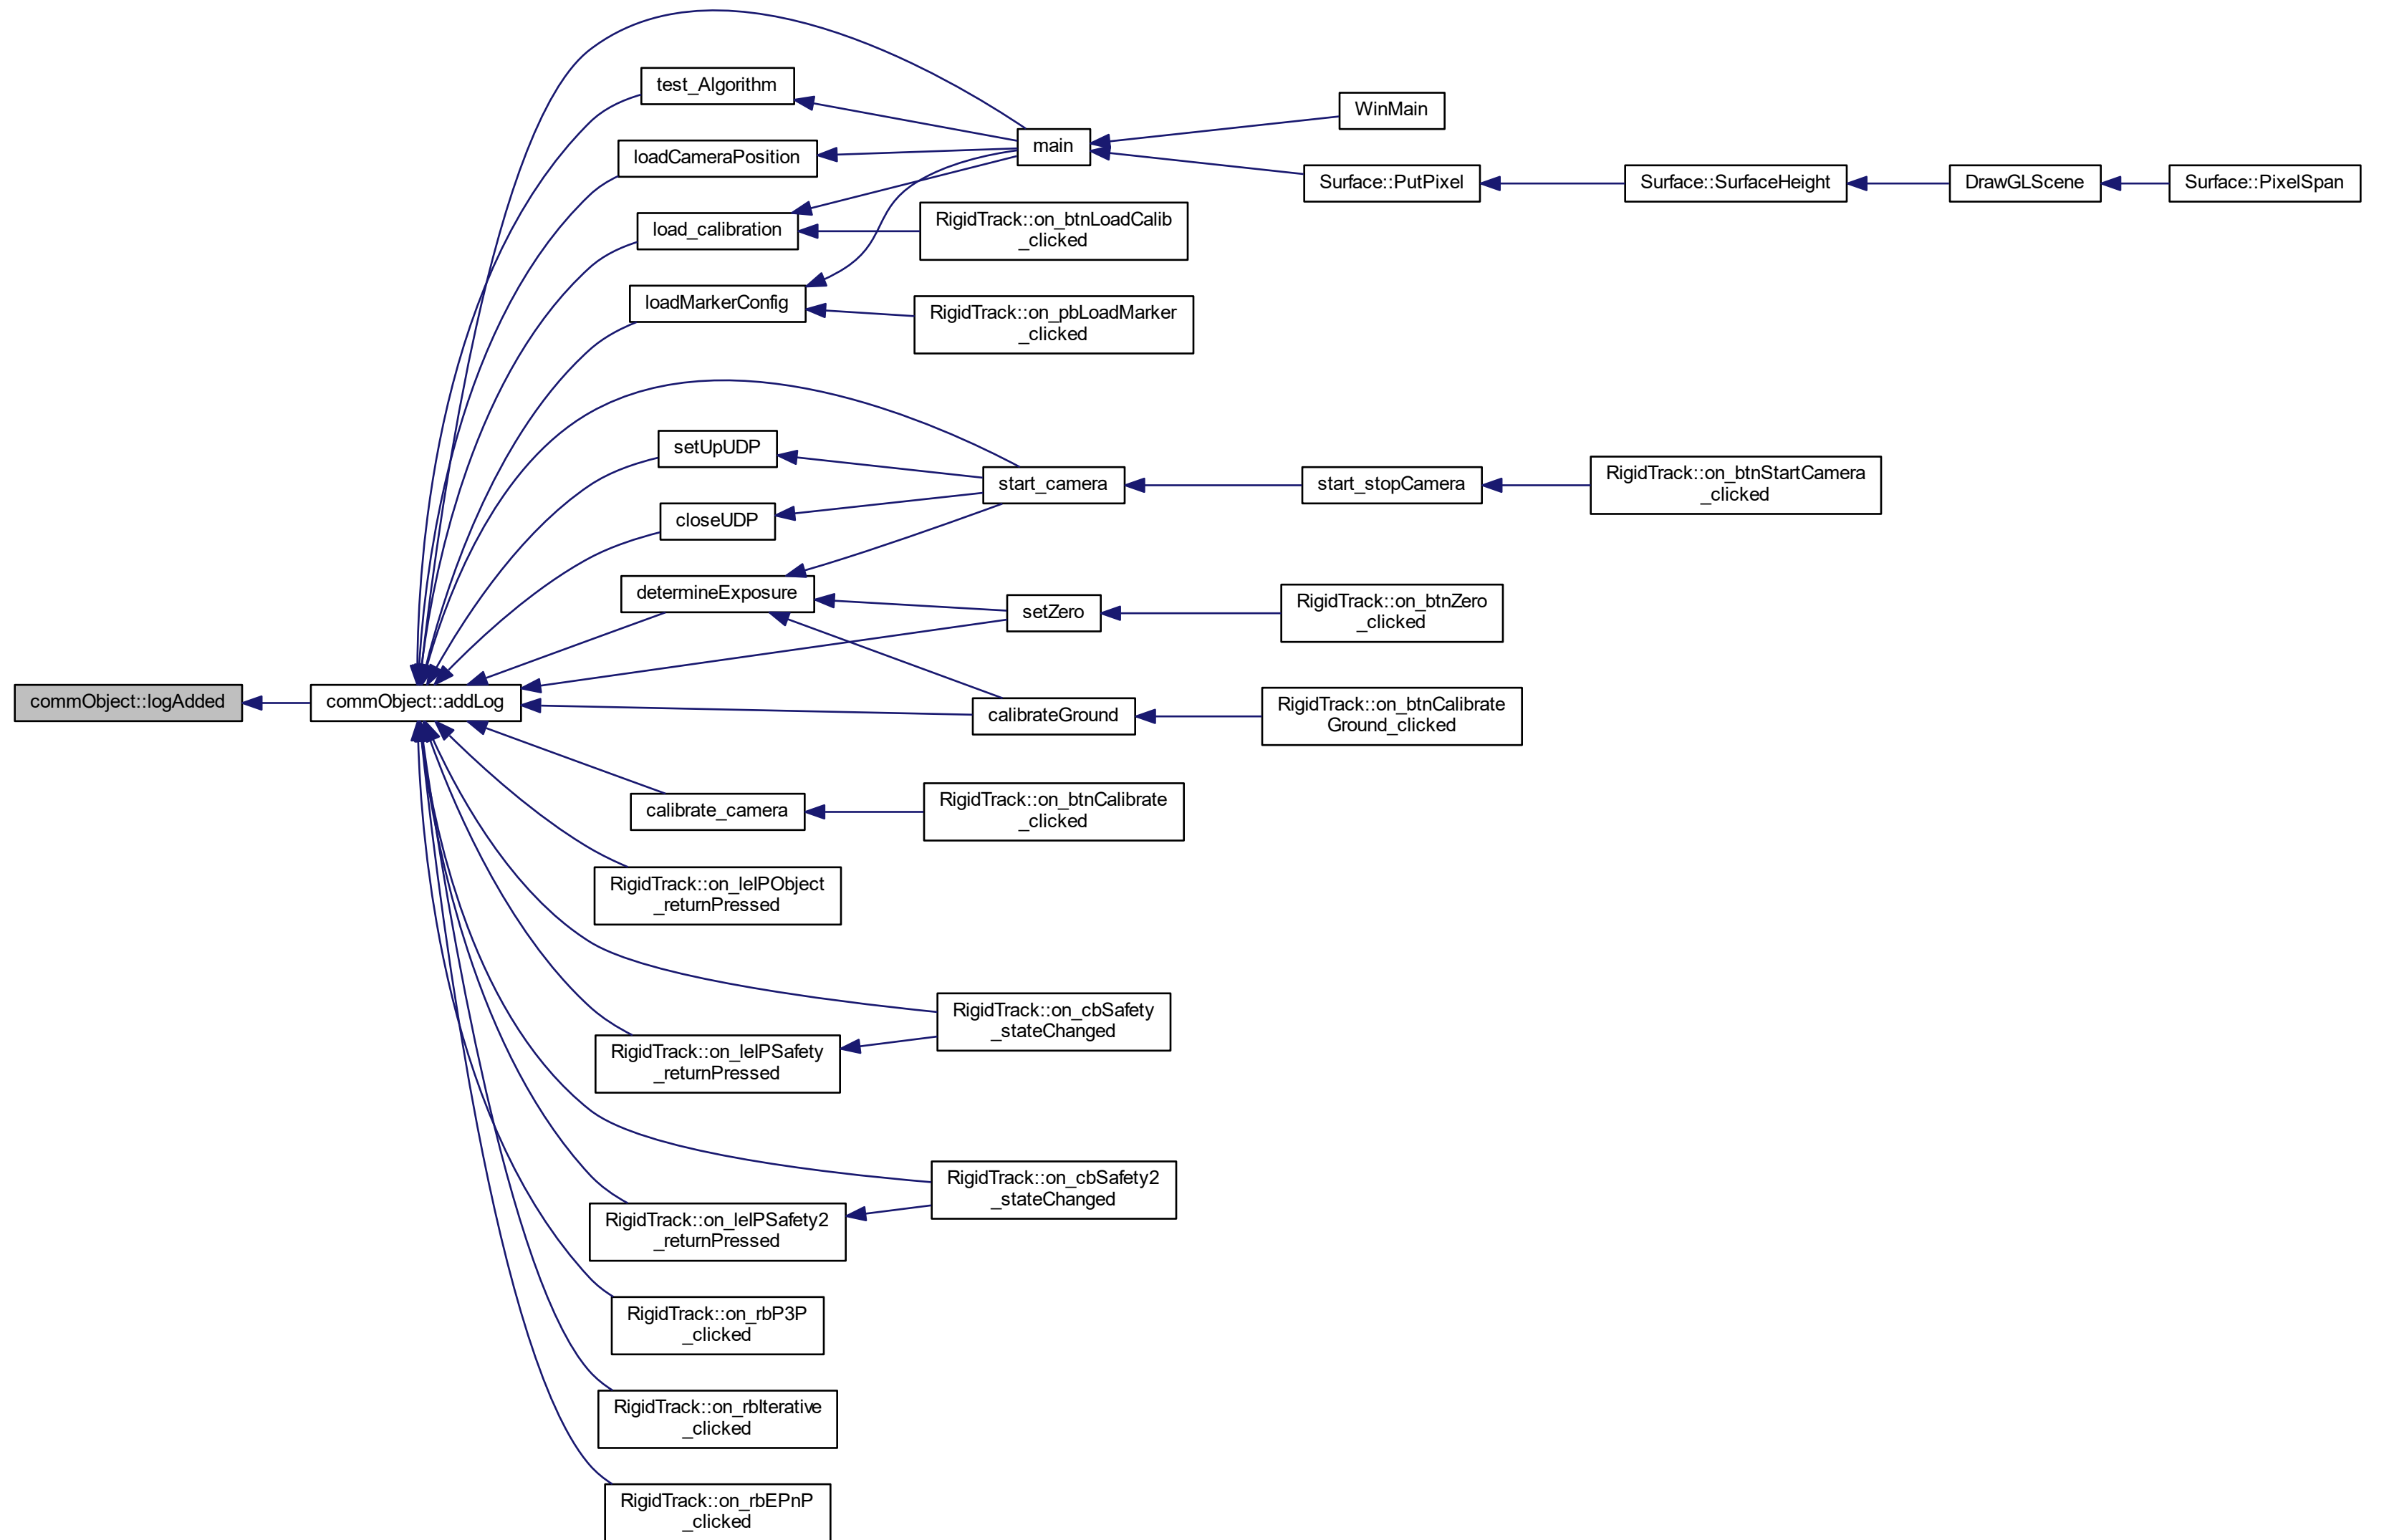 test_Algorithm
WinMain
main
loadCameraPosition
Surface::PutPixel
Surface::SurfaceHeight
DrawGLScene
Surface::PixelSpan
load_calibration
RigidTrack::on_btnLoadCalib
_clicked
loadMarkerConfig
RigidTrack::on_pbLoadMarker
_clicked
setUpUDP
start_camera
start_stopCamera
RigidTrack::on_btnStartCamera
_clicked
closeUDP
determineExposure
setZero
RigidTrack::on_btnZero
_clicked
commObject::logAdded
commObject::addLog
calibrateGround
RigidTrack::on_btnCalibrate
Ground_clicked
calibrate_camera
RigidTrack::on_btnCalibrate
_clicked
RigidTrack::on_leIPObject
_returnPressed
RigidTrack::on_cbSafety
_stateChanged
RigidTrack::on_leIPSafety
_returnPressed
RigidTrack::on_cbSafety2
_stateChanged
RigidTrack::on_leIPSafety2
_returnPressed
RigidTrack::on_rbP3P
_clicked
RigidTrack::on_rbIterative
_clicked
RigidTrack::on_rbEPnP
_clicked